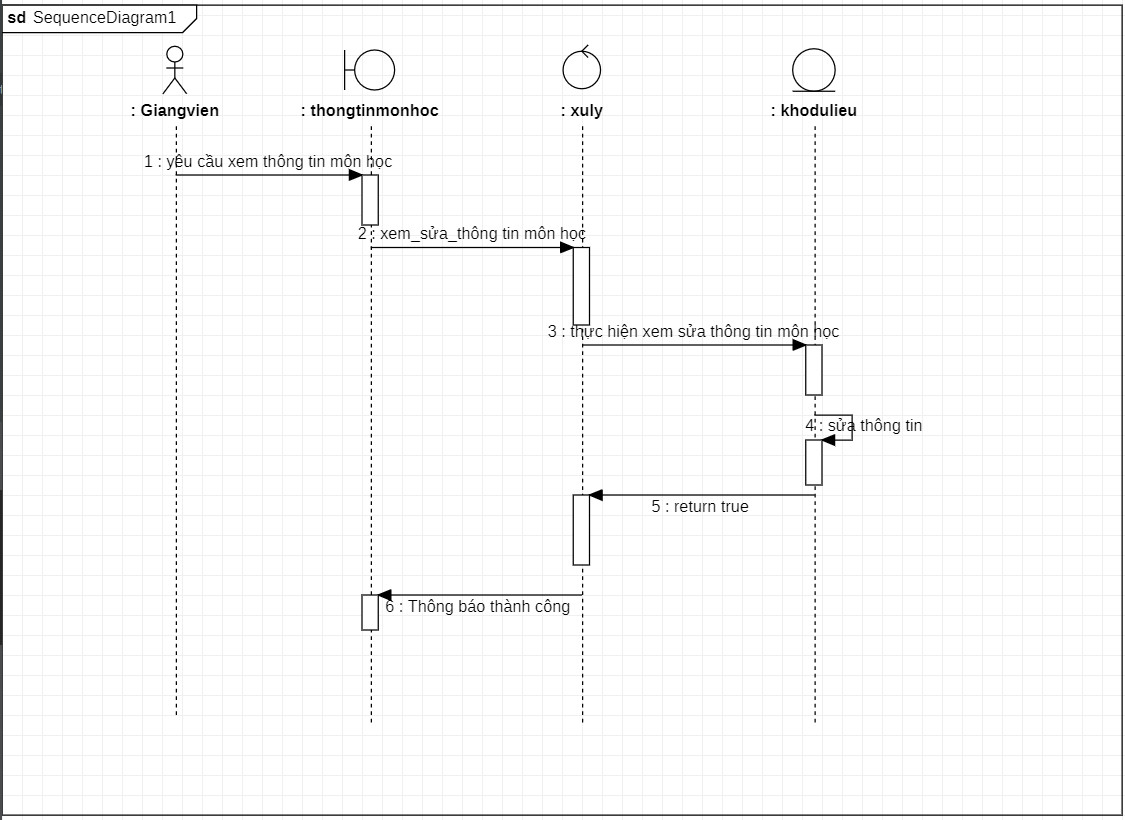 sd SequenceDiagram1
: Giangvien
: thongtinmonhoc
: xuly
: khodulieu
1 : yêu cầu xem thông tin môn học
2 : xem_sửa_thông tin môn học
3 : thực hiện xem sửa thông tin môn học
4 : sửa thông tin
5 : return true
6 : Thông báo thành công